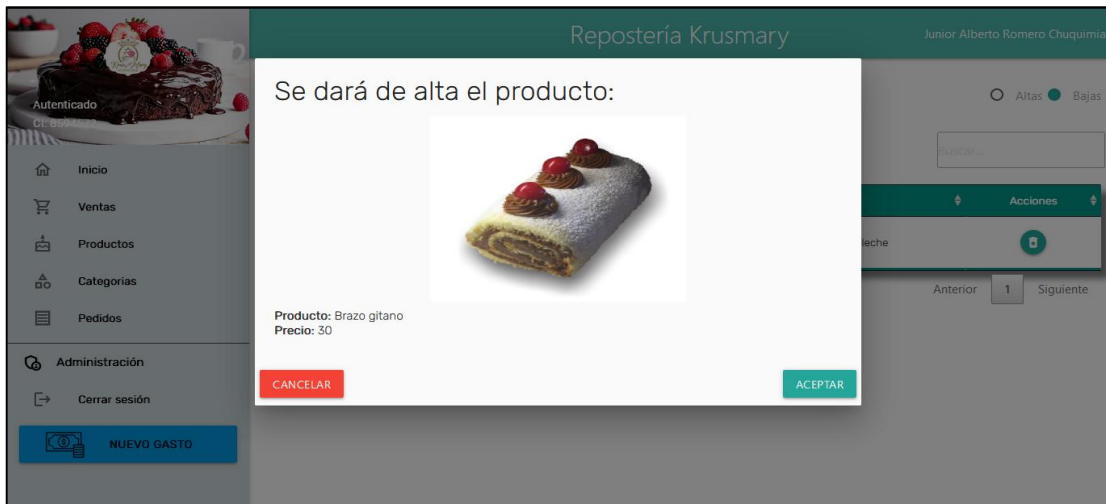 Repostería Krusmary
Junior Alberto Romero Chuquimia
Autenticado
Inicio
Ventas
Productos
Categorias
Pedidos
Administración
Cerrar sesión
NUEVO GASTO
Se dará de alta el producto:
Producto: Brazo gitano
Precio: 30
CANCELAR
ACEPTAR
Altas Bajas
Buscar...
Acciones
leche
Anterior 1 Siguiente